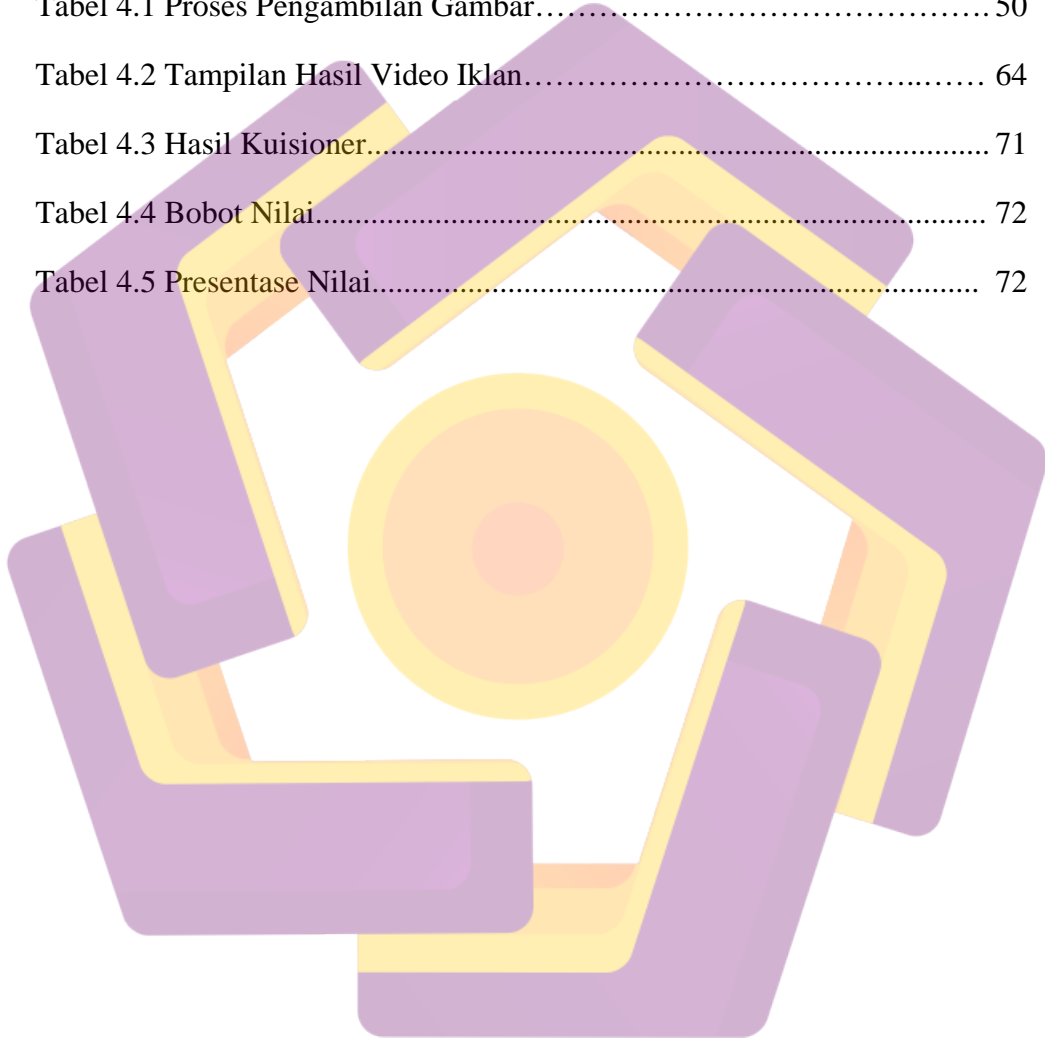 Tabel 4.1 Proses Pengambilan Gambar……………………………………. 50
Tabel 4.2 Tampilan Hasil Video Iklan……………………………………..…… 64
Tabel 4.3 Hasil Kuisioner............................................................................... 71
Tabel 4.4 Bobot Nilai..................................................................................... 72
Tabel 4.5 Presentase Nilai............................................................................. 72